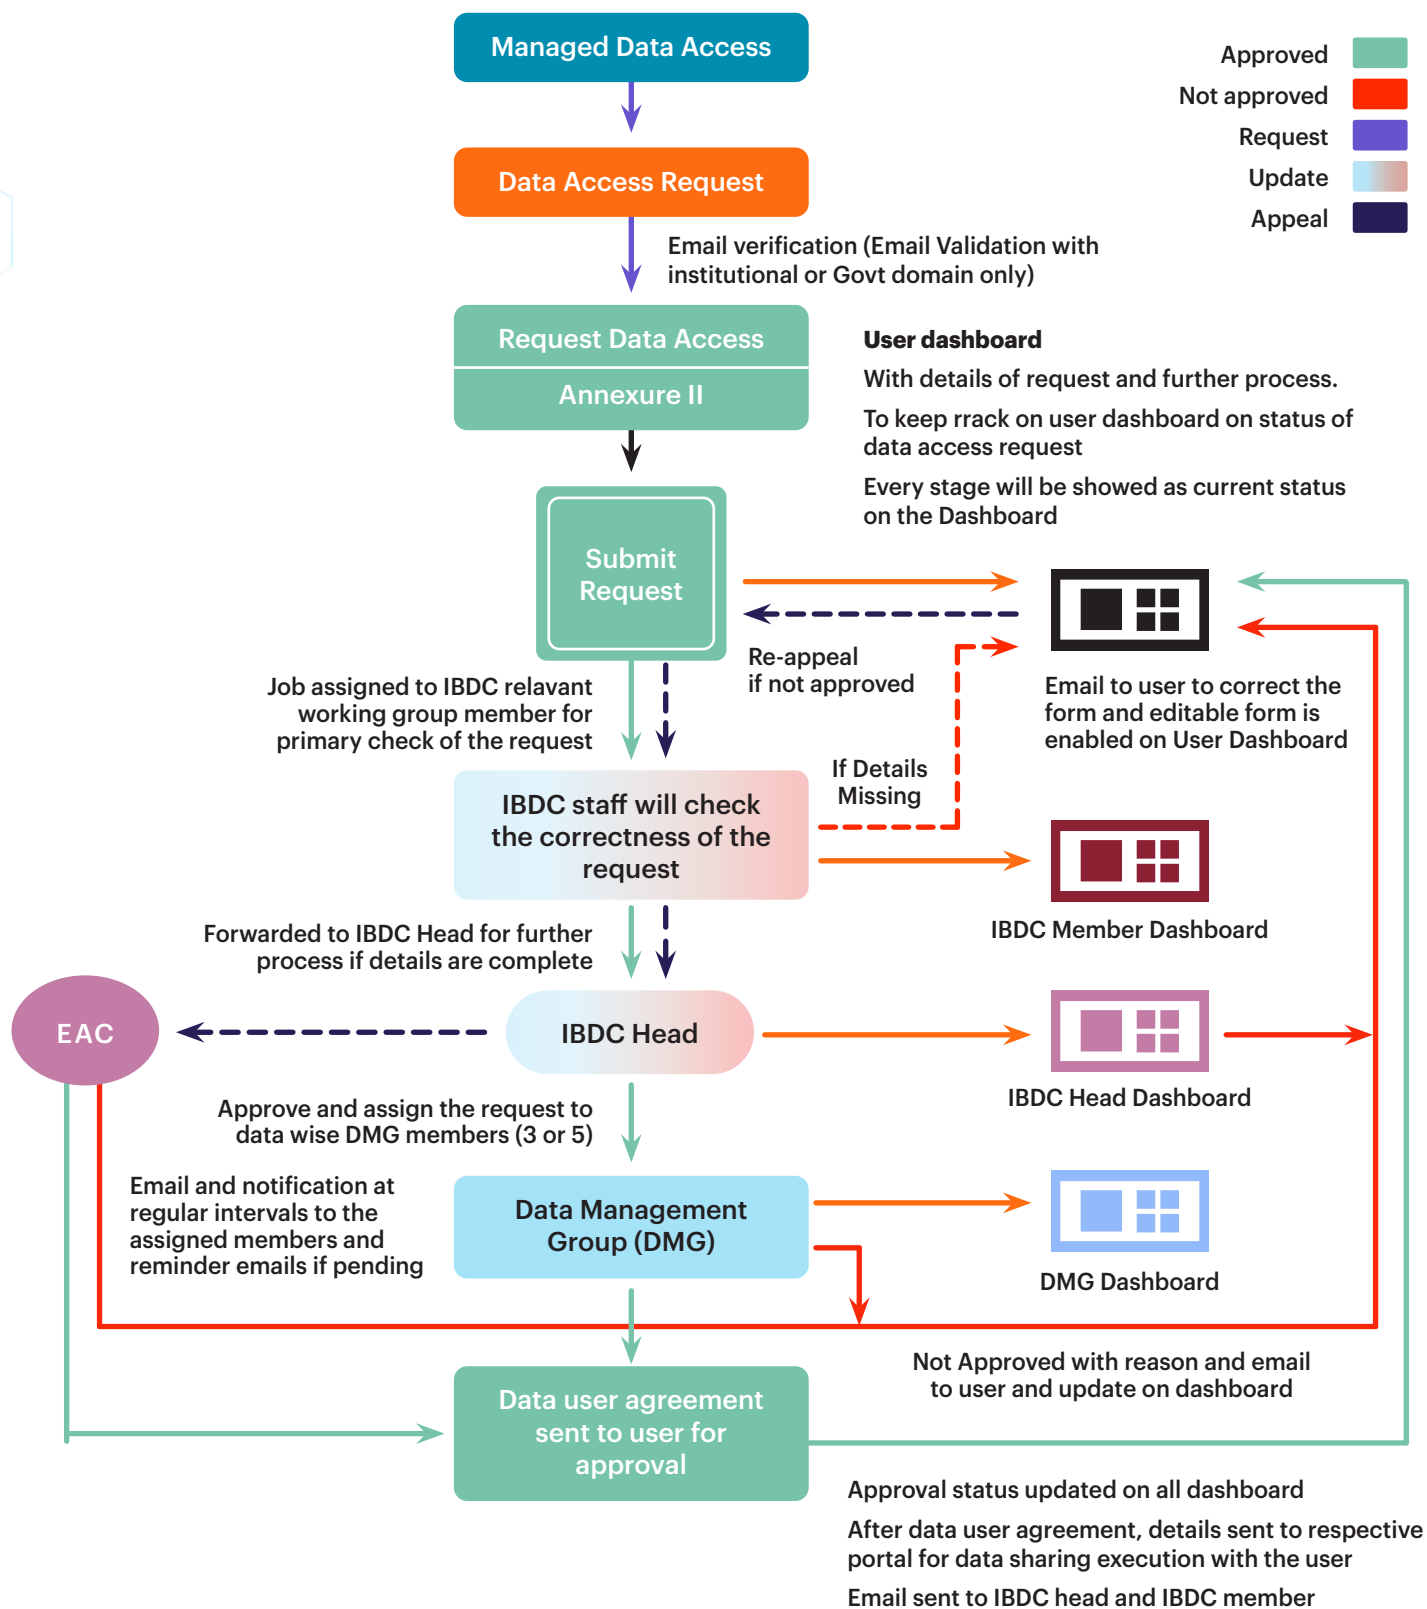 Managed Data Access
Approved
Not approved
Request
Update
Appeal
Data Access Request
Email verification (Email Validation with
institutional or Govt domain only)
Request Data Access
Annexure II
User dashboard
With details of request and further process.
To keep rrack on user dashboard on status of
data access request
Every stage will be showed as current status
on the Dashboard
Submit
Request
Re-appeal
if not approved
Email to user to correct the
form and editable form is
enabled on User Dashboard
Job assigned to IBDC relavant
working group member for
primary check of the request
If Details
Missing
IBDC staff will check
the correctness of the
request
IBDC Member Dashboard
Forwarded to IBDC Head for further
process if details are complete
EAC
IBDC Head
IBDC Head Dashboard
Approve and assign the request to
data wise DMG members (3 or 5)
Email and notification at
regular intervals to the
assigned members and
reminder emails if pending
Data Management
Group (DMG)
DMG Dashboard
Not Approved with reason and email
to user and update on dashboard
Data user agreement
sent to user for
approval
Approval status updated on all dashboard
After data user agreement, details sent to respective
portal for data sharing execution with the user
Email sent to IBDC head and IBDC member